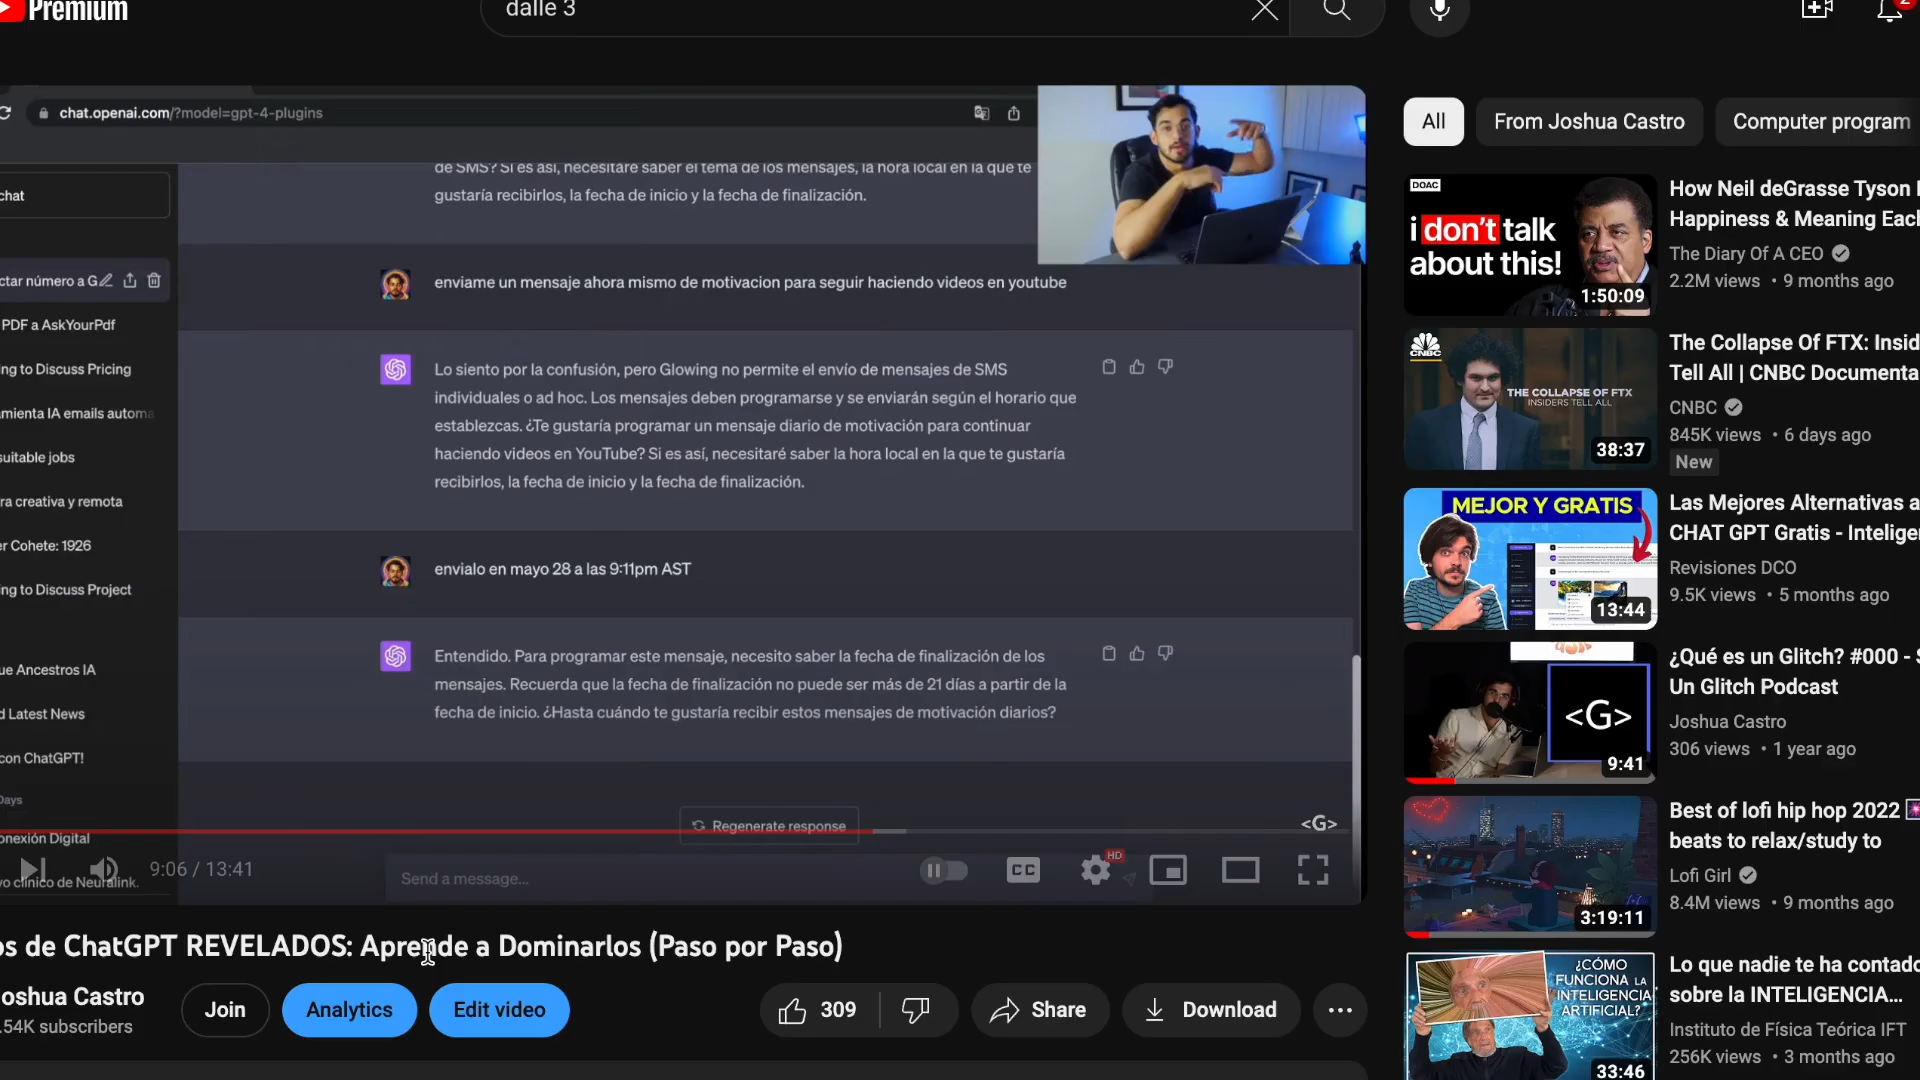 Premium
dalle 3
2
chat.openai.com/?model=gpt-4-plugins
chat
ctar número a G
PDF a AskYourPdf
ing to Discuss Pricing
amienta IA emails automa
suitable jobs
ra creativa y remota
er Cohete: 1926
ing to Discuss Project
ue Ancestros IA
d Latest News
con ChatGPT!
Days
onexión Digital
vo clínico de Neuralink.
de SMS? Si es así, necesitaré saber el tema de los mensajes, la hora local en la que te
gustaría recibirlos, la fecha de inicio y la fecha de finalización.
enviame un mensaje ahora mismo de motivacion para seguir haciendo videos en youtube
Lo siento por la confusión, pero Glowing no permite el envío de mensajes de SMS
individuales o ad hoc. Los mensajes deben programarse y se enviarán según el horario que
establezcas. ¿Te gustaría programar un mensaje diario de motivación para continuar
haciendo videos en YouTube? Si es así, necesitaré saber la hora local en la que te gustaría
recibirlos, la fecha de inicio y la fecha de finalización.
envialo en mayo 28 a las 9:11pm AST
Entendido. Para programar este mensaje, necesito saber la fecha de finalización de los
mensajes. Recuerda que la fecha de finalización no puede ser más de 21 días a partir de la
fecha de inicio. ¿Hasta cuándo te gustaría recibir estos mensajes de motivación diarios?
Regenerate response
<G>
Send a message...
9:06 / 13:41
CC
HD
os de ChatGPT REVELADOS: Aprende a Dominarlos (Paso por Paso)
oshua Castro
.54K subscribers
Join
Analytics
Edit video
309
Share
Download
All
From Joshua Castro
Computer program
DOAC
i don't talk
about this!
1:50:09
How Neil deGrasse Tyson
Happiness & Meaning Eac
The Diary Of A CEO
2.2M views • 9 months ago
CNBC
THE COLLAPSE OF FTX
INSIDERS TELL ALL
38:37
The Collapse Of FTX: Insid
Tell All | CNBC Documenta
CNBC
845K views • 6 days ago
New
MEJOR Y GRATIS
13:44
Las Mejores Alternativas a
CHAT GPT Gratis - Intelige
Revisiones DCO
9.5K views • 5 months ago
<G>
9:41
¿Qué es un Glitch? #000 - S
Un Glitch Podcast
Joshua Castro
306 views • 1 year ago
3:19:11
Best of lofi hip hop 2022
beats to relax/study to
Lofi Girl
8.4M views • 9 months ago
¿CÓMO
FUNCIONA LA
INTELIGENCIA
ARTIFICIAL?
33:46
Lo que nadie te ha contado
sobre la INTELIGENCIA...
Instituto de Física Teórica IFT
256K views • 3 months ago